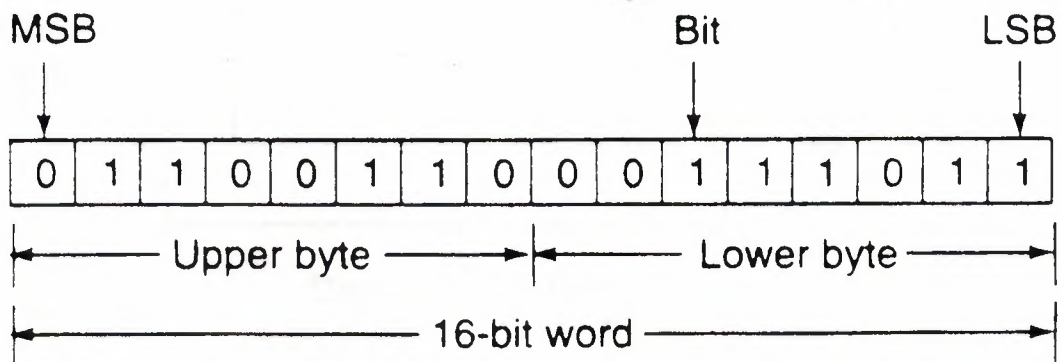 MSB Bit LSB
0 1 1 0 0 1 1 0 0 0 1 1 1 0 1 1
Upper byte Lower byte
16-bit word